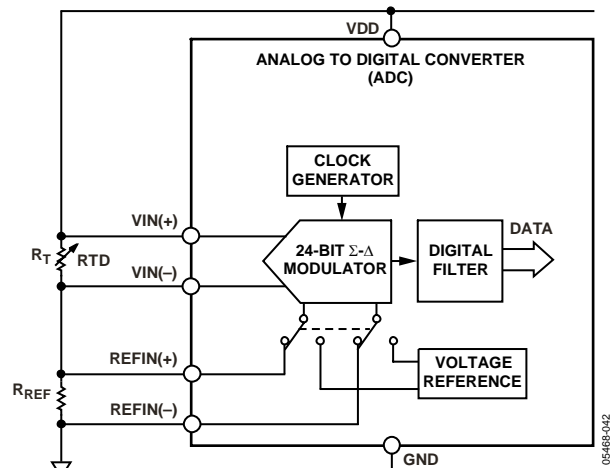 VDD
ANALOG TO DIGITAL CONVERTER
(ADC)
CLOCK
GENERATOR
VIN(+)
DATA
RT
RTD
24-BIT Σ-Δ
MODULATOR
DIGITAL
FILTER
VIN(–)
REFIN(+)
VOLTAGE
REFERENCE
RREF
REFIN(–)
GND
05468-042